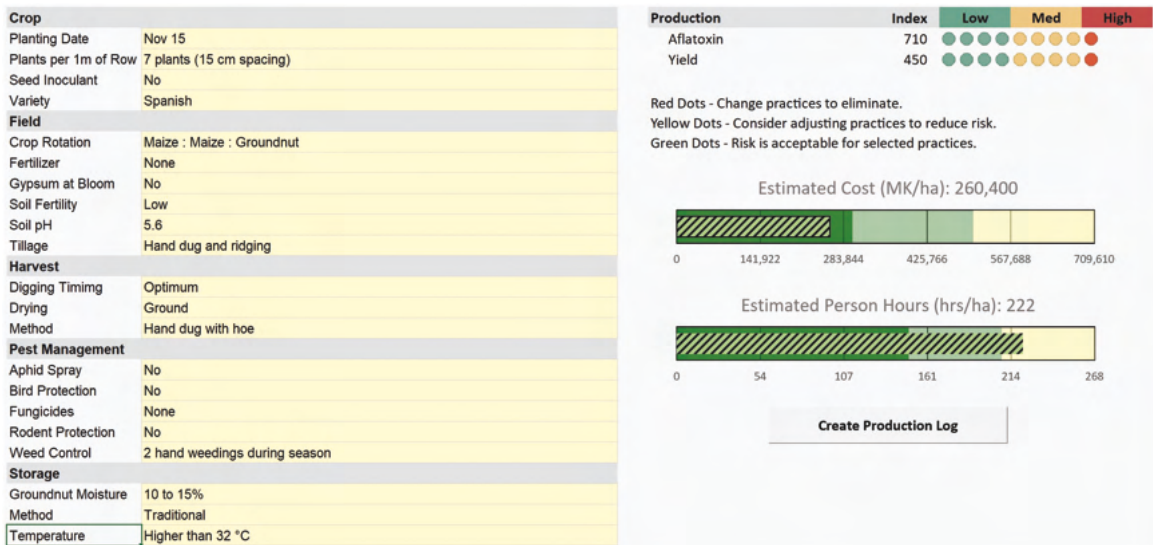 Crop
Planting Date Nov 15
Plants per 1m of Row 7 plants (15 cm spacing)
Seed Inoculant No
Variety Spanish
Field
Crop Rotation Maize : Maize : Groundnut
Fertilizer None
Gypsum at Bloom No
Soil Fertility Low
Soil pH 5.6
Tillage Hand dug and ridging
Harvest
Digging Timimg Optimum
Drying Ground
Method Hand dug with hoe
Pest Management
Aphid Spray No
Bird Protection No
Fungicides None
Rodent Protection No
Weed Control 2 hand weedings during season
Storage
Groundnut Moisture 10 to 15%
Method Traditional
Temperature Higher than 32 °C
Production Index Low Med High
Aflatoxin 710
Yield 450
Red Dots - Change practices to eliminate.
Yellow Dots - Consider adjusting practices to reduce risk.
Green Dots - Risk is acceptable for selected practices.
Estimated Cost (MK/ha): 260,400
0 141,922 283,844 425,766 567,688 709,610
Estimated Person Hours (hrs/ha): 222
0 54 107 161 214 268
Create Production Log